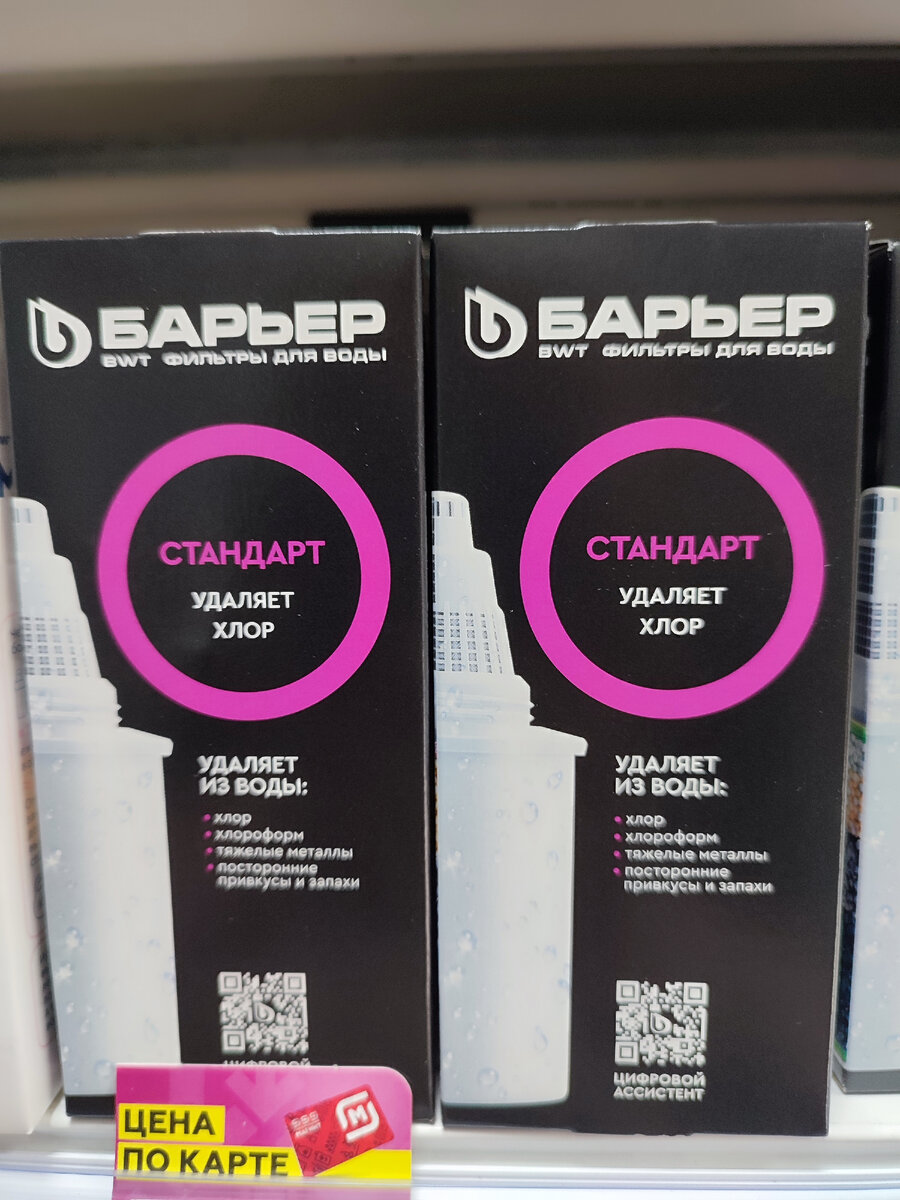 БАРЬЕР
BWT ФИЛЬТРЫ ДЛЯ ВОДЫ
СТАНДАРТ
УДАЛЯЕТ
ХЛОР
УДАЛЯЕТ
ИЗ ВОДЫ:
• хлор
• хлороформ
• тяжелые металлы
• посторонние
привкусы и запахи
ЦИФРОВОЙ
ЦЕНА
ПО КАРТЕ
БАРЬЕР
BWT ФИЛЬТРЫ ДЛЯ ВОДЫ
СТАНДАРТ
УДАЛЯЕТ
ХЛОР
УДАЛЯЕТ
ИЗ ВОДЫ:
• хлор
• хлороформ
• тяжелые металлы
• посторонние
привкусы и запахи
ЦИФРОВОЙ
АССИСТЕНТ